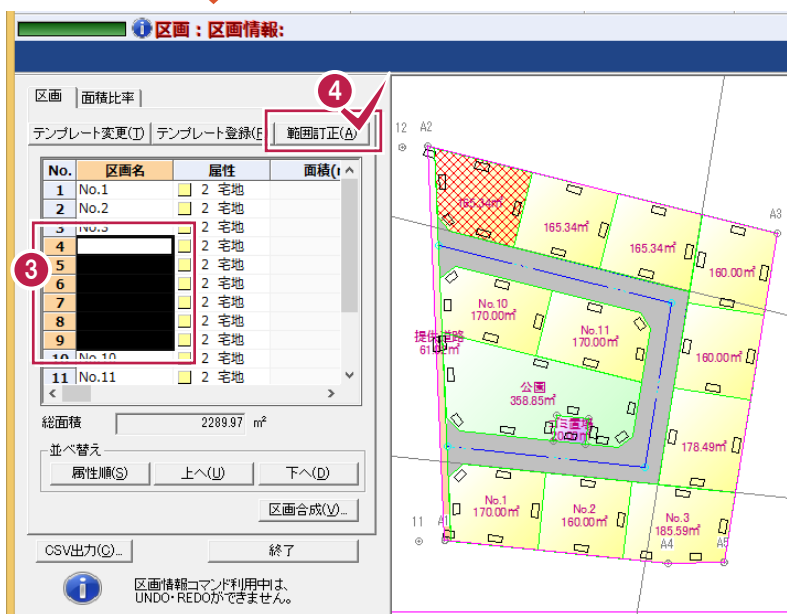 区画：区画情報:
区画 面積比率
テンプレート変更(T) テンプレート登録( 範囲訂正(A)
4
No. 区画名 属性 面積(
1 No.1 2 宅地
2 No.2 2 宅地
3 No.3 2 宅地
4 2 宅地
5 2 宅地
6 2 宅地
7 2 宅地
8 2 宅地
9 2 宅地
10 No.10 2 宅地
11 No.11 2 宅地
3
総面積 2289.97 m²
並べ替え
属性順(S) 上へ(U) 下へ(D)
区画合成(V)...
CSV出力(C)... 終了
区画情報コマンド利用中は、
UNDO・REDOができません。
12 A2
A3
165.34㎡
165.34㎡
165.34㎡
160.00㎡
No.10
170.00㎡
No.11
170.00㎡
提供道路
160.00㎡
公園
358.85㎡
ゴミ置場
178.49㎡
No.1
170.00㎡
No.2
160.00㎡
No.3
185.59㎡
11 A1
A4 A5